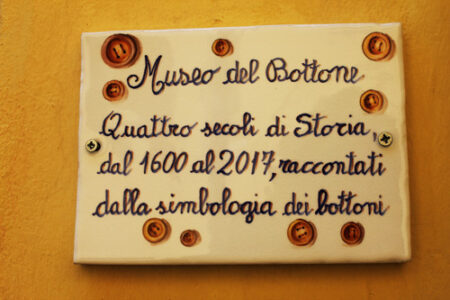 Museo del Bottone
Quattro secoli di Storia,
dal 1600 al 2017, raccontati
dalla simbologia dei bottoni